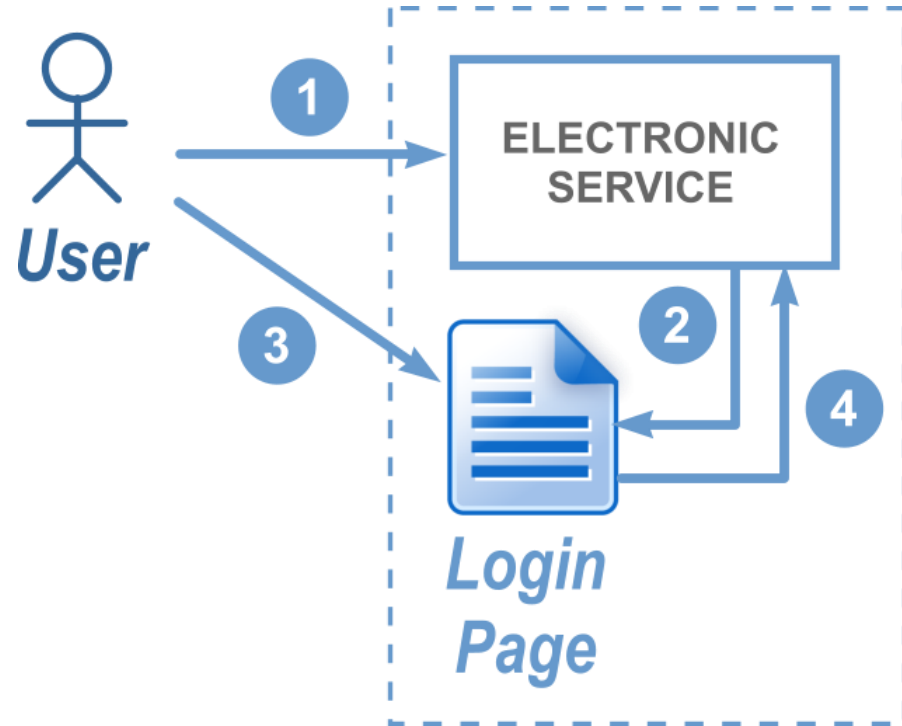 1
ELECTRONIC
SERVICE
User
2
3
4
Login
Page